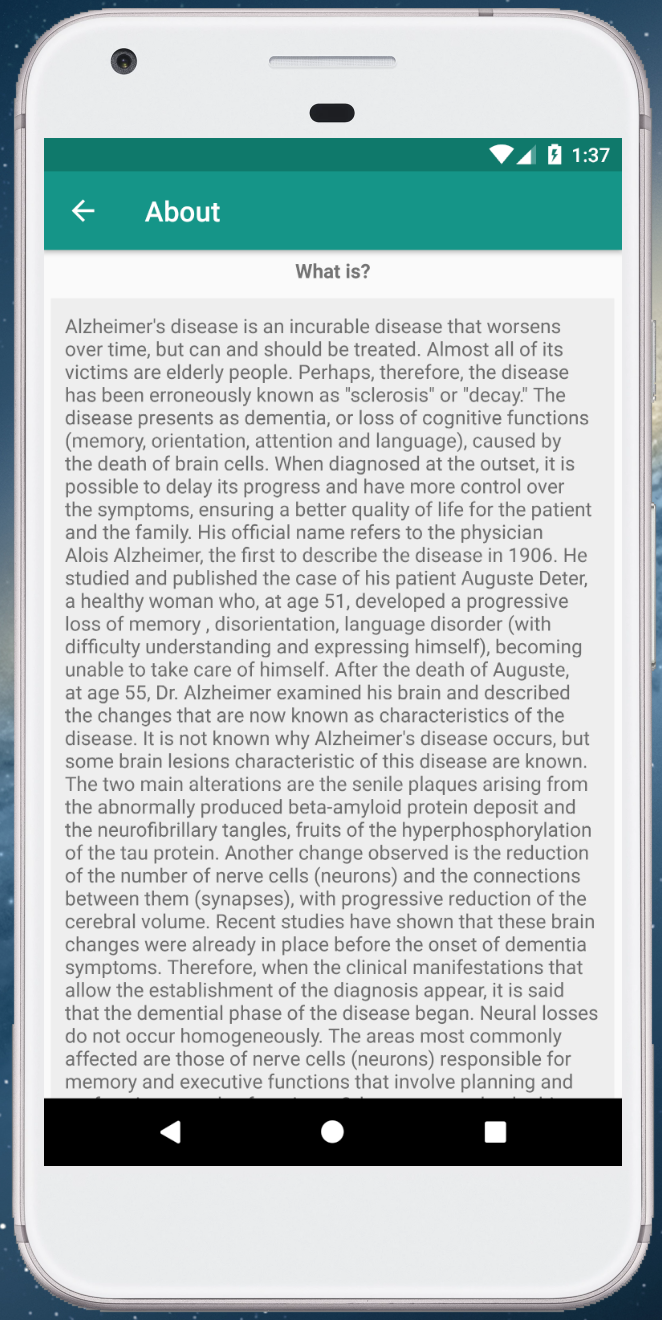 1:37
About
What is?
Alzheimer's disease is an incurable disease that worsens
over time, but can and should be treated. Almost all of its
victims are elderly people. Perhaps, therefore, the disease
has been erroneously known as "sclerosis" or "decay." The
disease presents as dementia, or loss of cognitive functions
(memory, orientation, attention and language), caused by
the death of brain cells. When diagnosed at the outset, it is
possible to delay its progress and have more control over
the symptoms, ensuring a better quality of life for the patient
and the family. His official name refers to the physician
Alois Alzheimer, the first to describe the disease in 1906. He
studied and published the case of his patient Auguste Deter,
a healthy woman who, at age 51, developed a progressive
loss of memory , disorientation, language disorder (with
difficulty understanding and expressing himself), becoming
unable to take care of himself. After the death of Auguste,
at age 55, Dr. Alzheimer examined his brain and described
the changes that are now known as characteristics of the
disease. It is not known why Alzheimer's disease occurs, but
some brain lesions characteristic of this disease are known.
The two main alterations are the senile plaques arising from
the abnormally produced beta-amyloid protein deposit and
the neurofibrillary tangles, fruits of the hyperphosphorylation
of the tau protein. Another change observed is the reduction
of the number of nerve cells (neurons) and the connections
between them (synapses), with progressive reduction of the
cerebral volume. Recent studies have shown that these brain
changes were already in place before the onset of dementia
symptoms. Therefore, when the clinical manifestations that
allow the establishment of the diagnosis appear, it is said
that the demential phase of the disease began. Neural losses
do not occur homogeneously. The areas most commonly
affected are those of nerve cells (neurons) responsible for
memory and executive functions that involve planning and